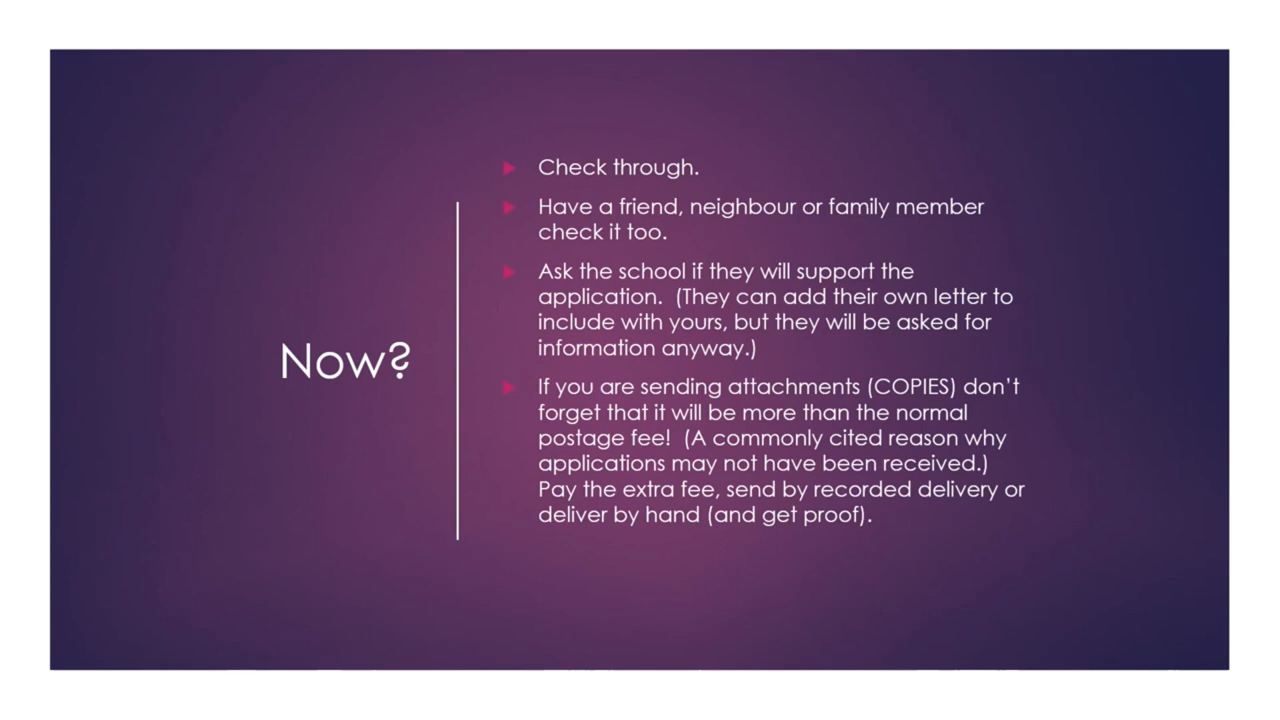 Now?
Check through.
Have a friend, neighbour or family member
check it too.
Ask the school if they will support the
application.  (They can add their own letter to
include with yours, but they will be asked for
information anyway.)
If you are sending attachments (COPIES) don't
forget that it will be more than the normal
postage fee!  (A commonly cited reason why
applications may not have been received.)
Pay the extra fee, send by recorded delivery or
deliver by hand (and get proof).